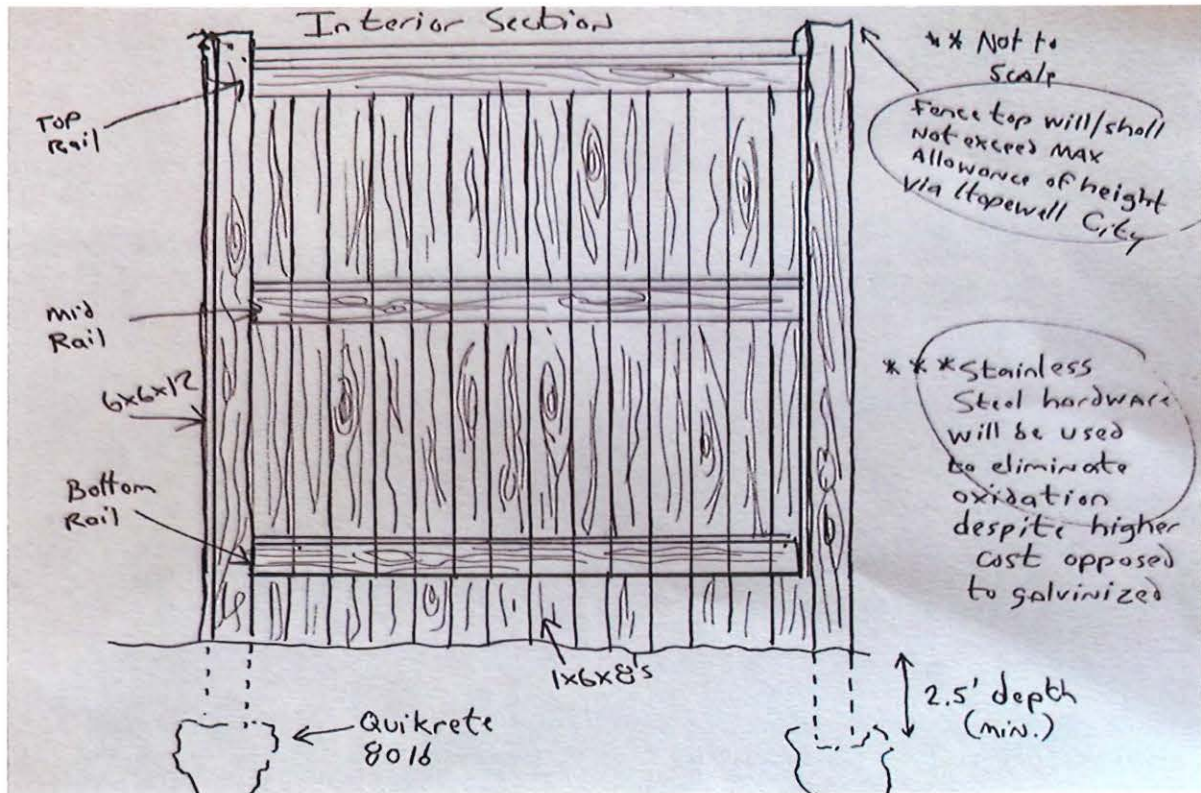 Interior Section
Top
Rail
Mid
Rail
6x6x12
Bottom
Rail
** Not to
Scale
Fence top will/shall
Not exceed MAX
Allowance of height
via Hopewell City
***Stainless
Steel hardware
will be used
to eliminate
oxidation
despite higher
cost opposed
to galvinized
1x6x8's
2.5' depth
(min.)
Quikrete
80lb